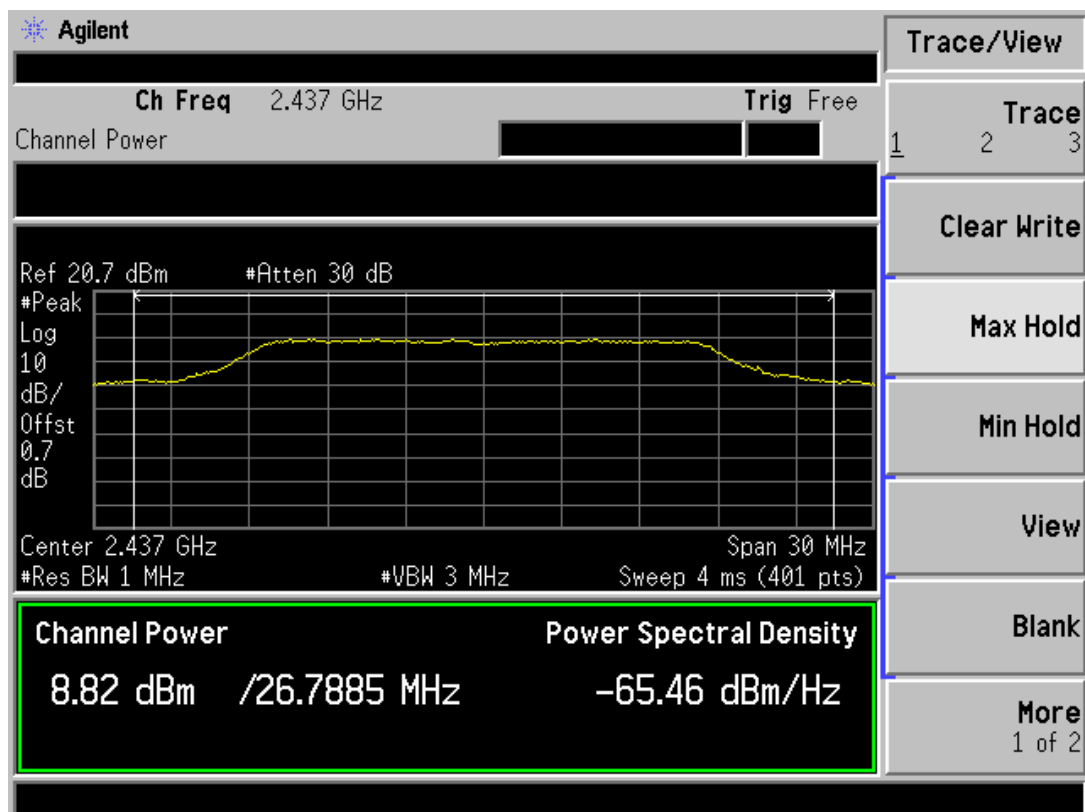 Agilent
Trace/View
Ch Freq 2.437 GHz Trig Free
Channel Power
Trace
1 2 3
Clear Write
Ref 20.7 dBm #Atten 30 dB
#Peak
Log
10
dB/
Offst
0.7
dB
Max Hold
Min Hold
View
Center 2.437 GHz Span 30 MHz
#Res BW 1 MHz #VBW 3 MHz Sweep 4 ms (401 pts)
Channel Power Power Spectral Density
8.82 dBm /26.7885 MHz -65.46 dBm/Hz
Blank
More
1 of 2